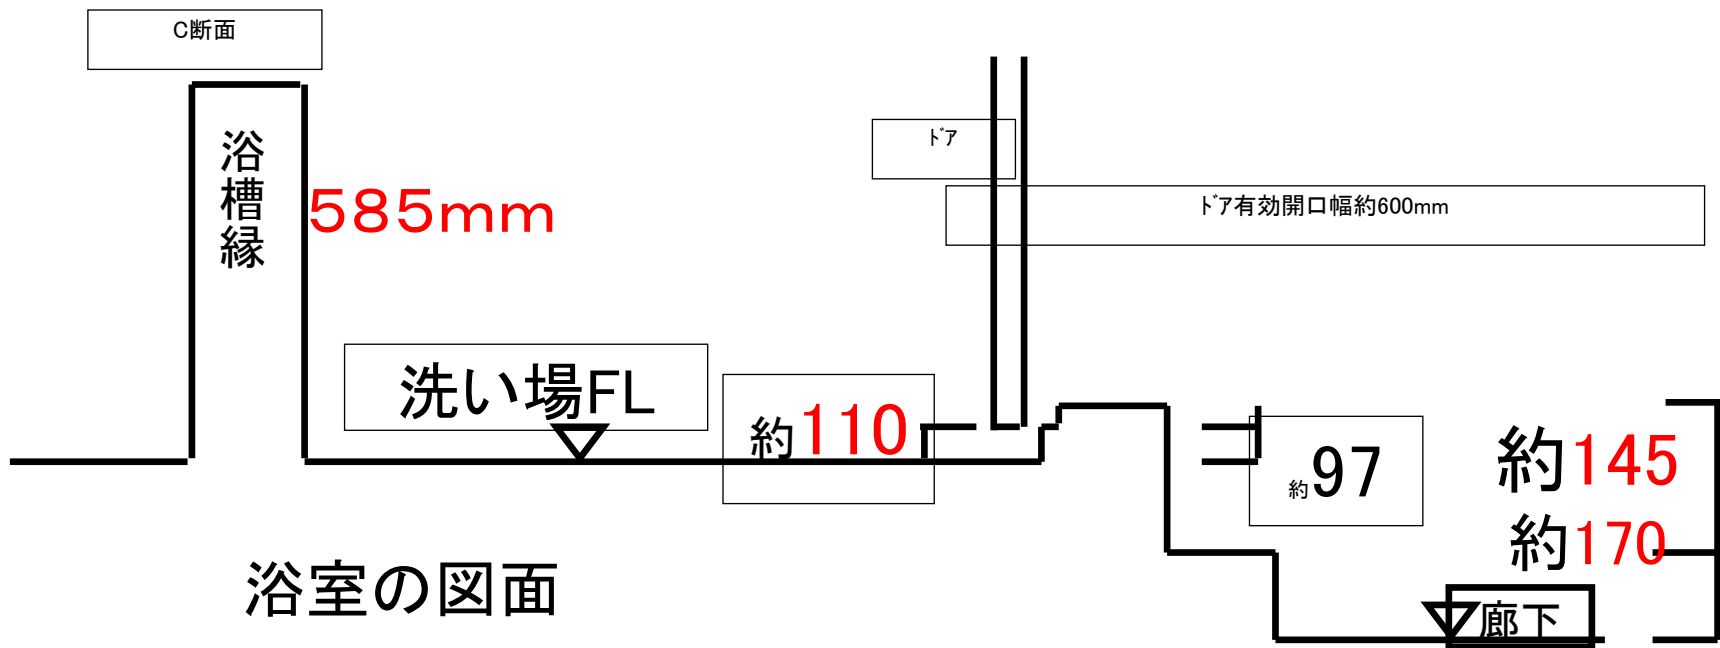 C断面
浴槽縁
585mm
ドア
ドア有効開口幅約600mm
洗い場FL
約110
約97
約145
約170
浴室の図面
廊下